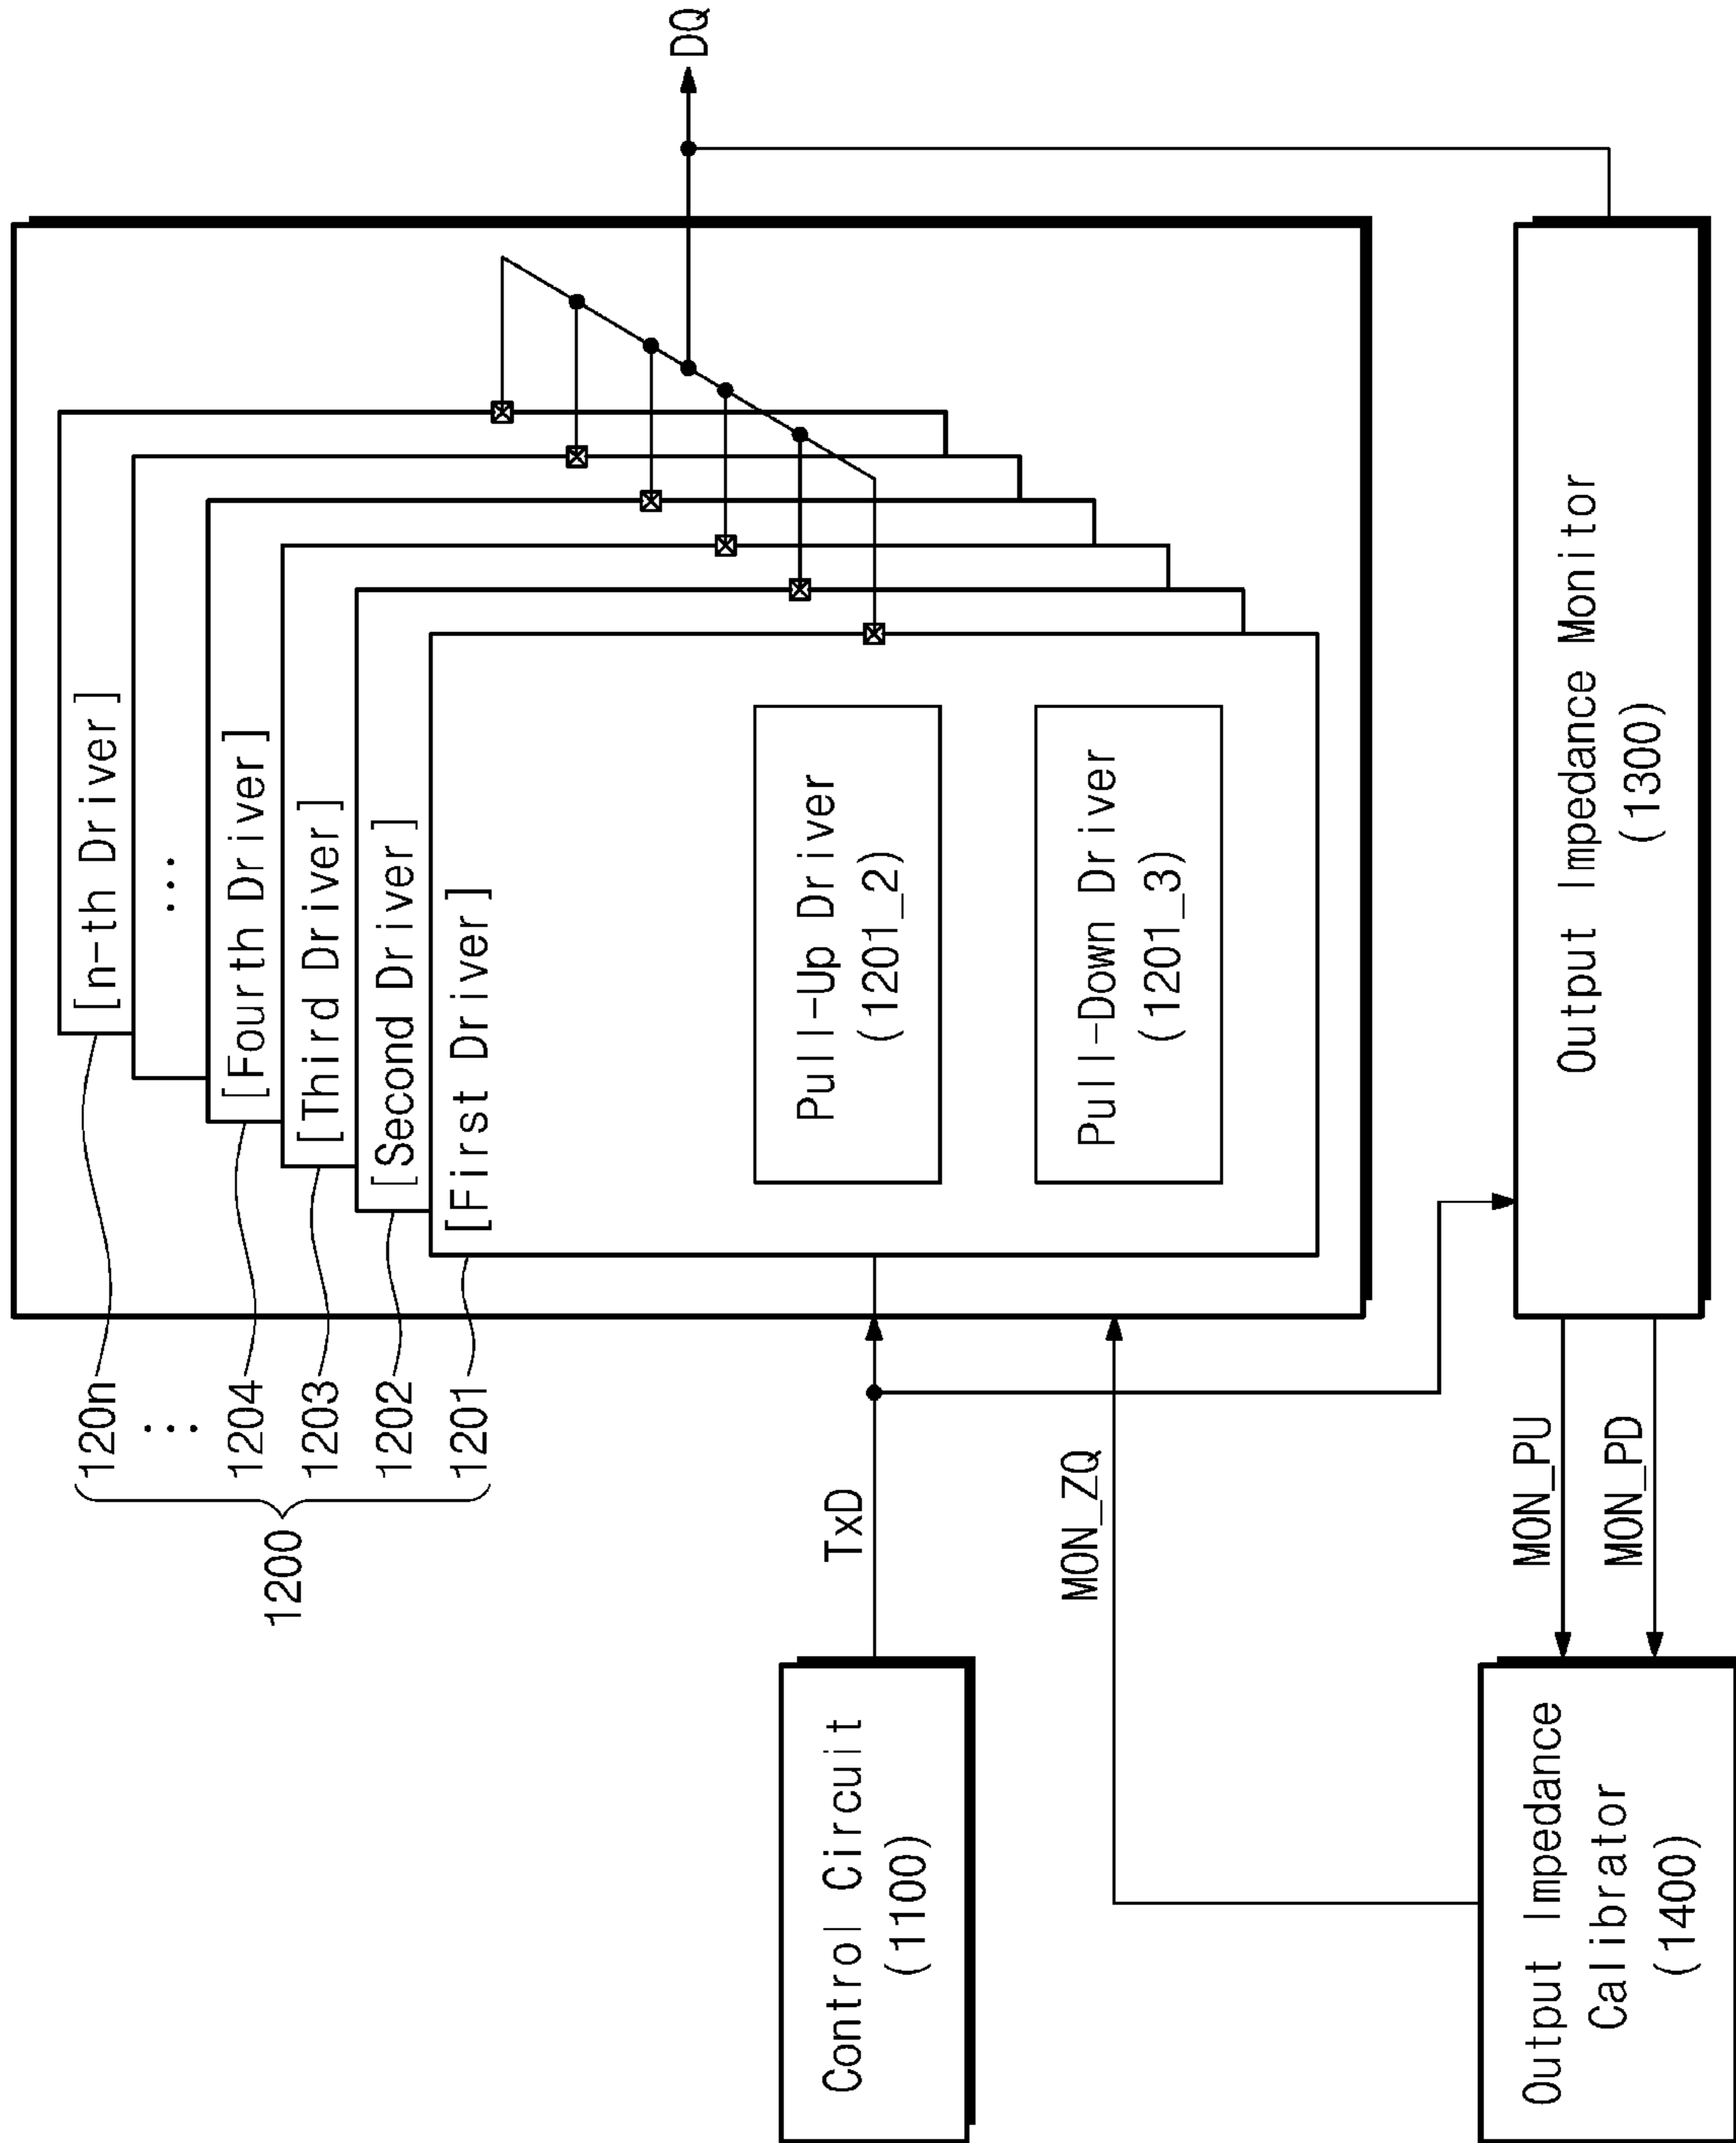 120n
⋮
1204
1203
1202
1201
1200
[n-th Driver]
...
[Fourth Driver]
[Third Driver]
[Second Driver]
[First Driver]
Pull-Up Driver
(1201_2)
Pull-Down Driver
(1201_3)
DQ
Control Circuit
(1100)
TxD
MON_ZQ
Output Impedance
Calibrator
(1400)
MON_PU
MON_PD
Output Impedance Monitor
(1300)